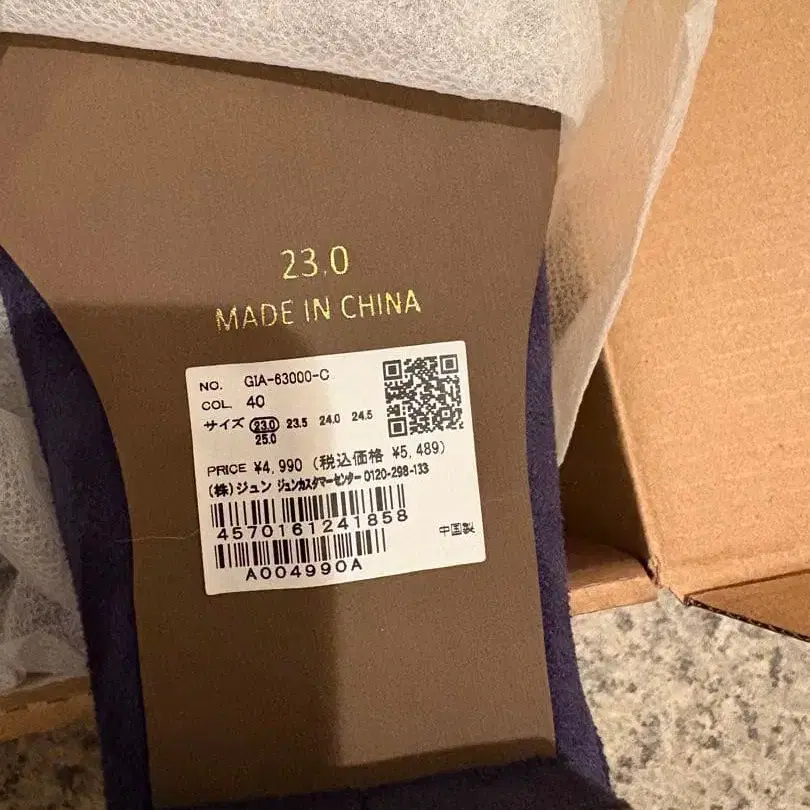 23.0
MADE IN CHINA
NO. GIA-63000-C
COL. 40
サイズ 23.0 23.5 24.0 24.5
25.0
PRICE ¥4,990 (税込価格 ¥5,489)
(株)ジュン ジュンカスタマーセンター 0120-298-133
4570161241858
中国製
A004990A